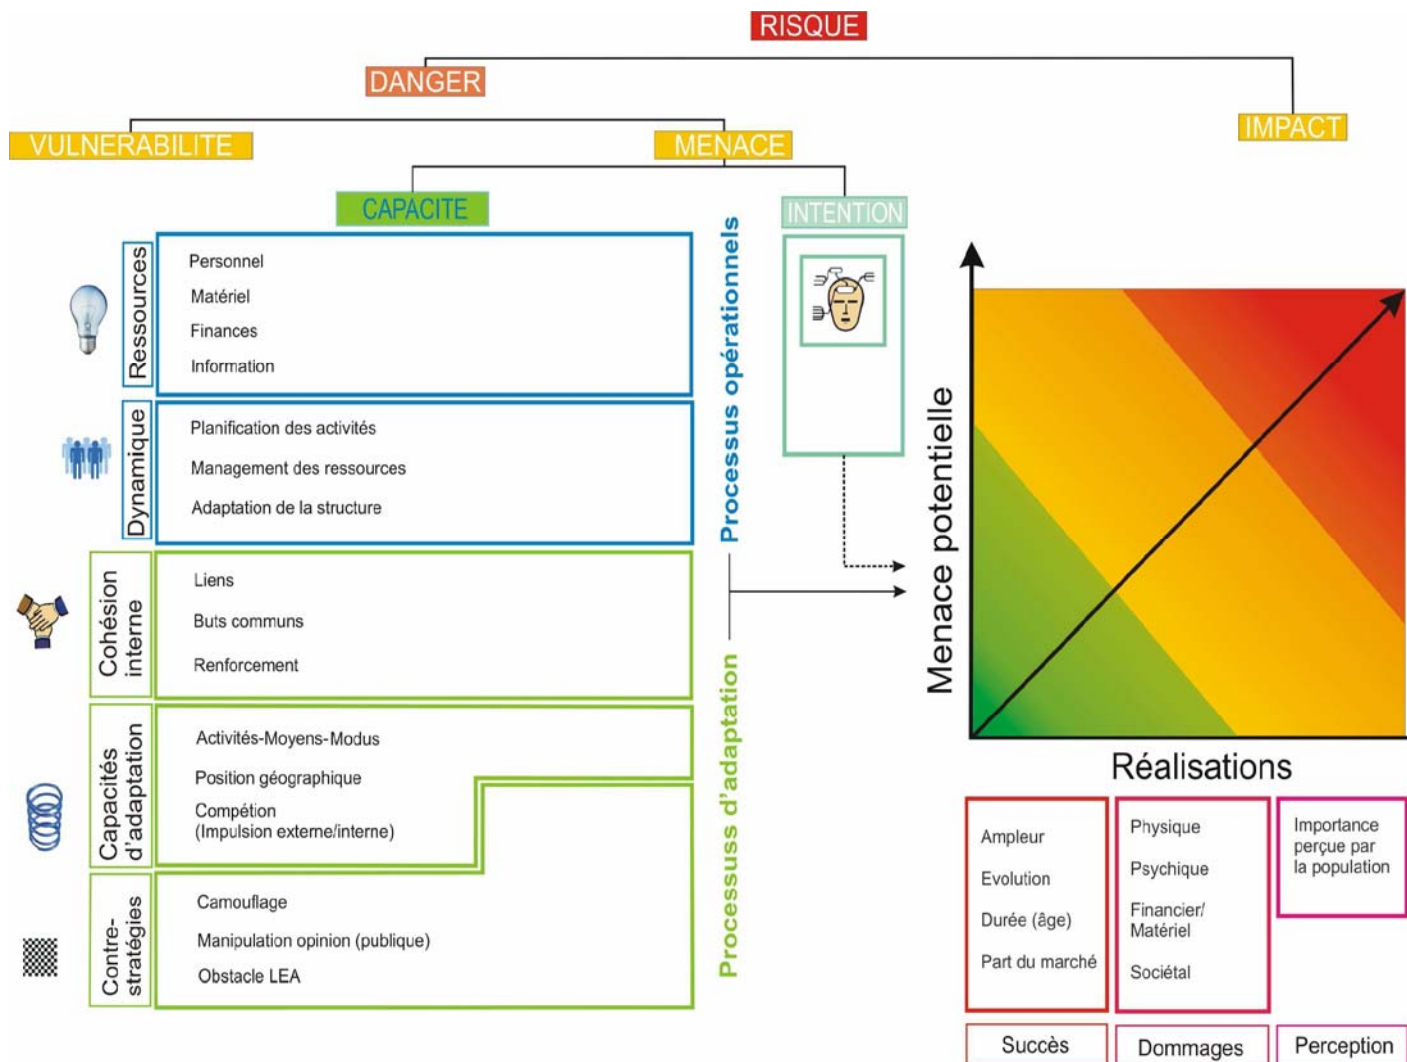 RISQUE
DANGER
VULNERABILITE
MENACE
IMPACT
CAPACITE
INTENTION
Ressources
Personnel
Matériel
Finances
Information
Dynamique
Planification des activités
Management des ressources
Adaptation de la structure
Processus opérationnels
Cohésion
interne
Liens
Buts communs
Renforcement
Capacités
d'adaptation
Activités-Moyens-Modus
Position géographique
Compétion
(Impulsion externe/interne)
Contre-
stratégies
Camouflage
Manipulation opinion (publique)
Obstacle LEA
Processuss d'adaptation
Menace potentielle
Réalisations
Ampleur
Evolution
Durée (âge)
Part du marché
Succès
Physique
Psychique
Financier/
Matériel
Sociétal
Dommages
Importance
perçue par
la population
Perception